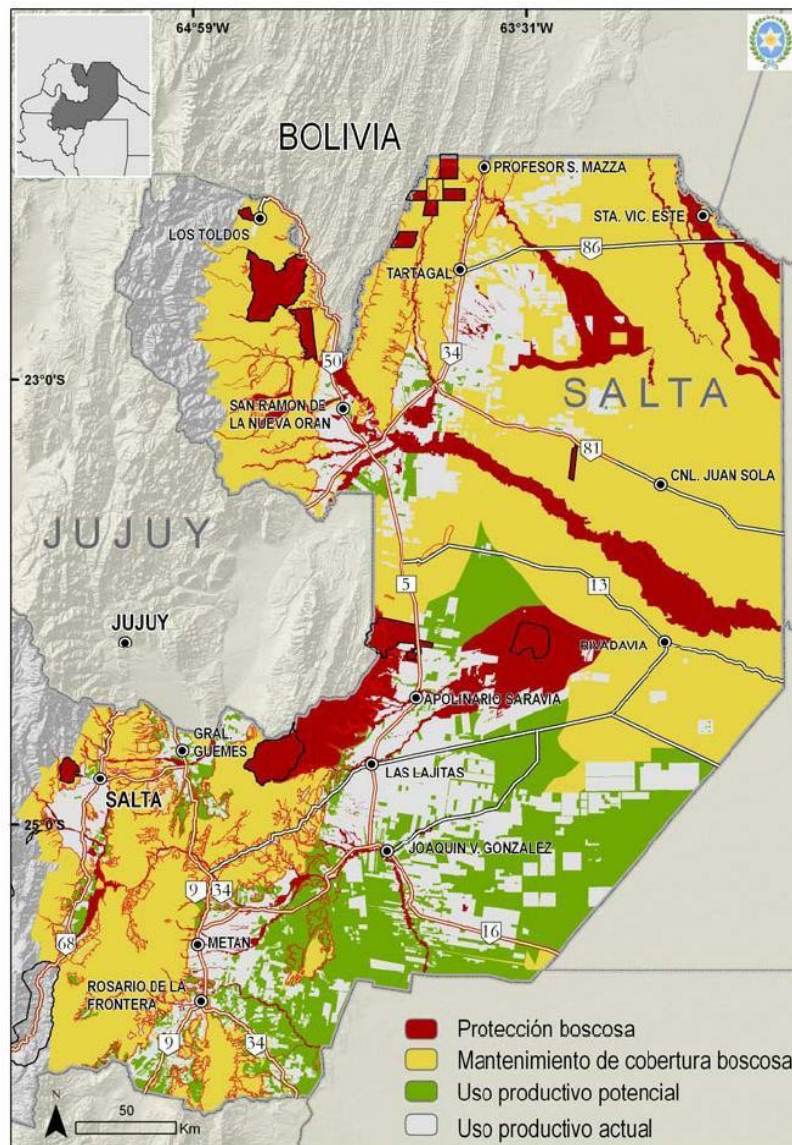 64°59'W
63°31'W
BOLIVIA
PROFESOR S. MAZZA
LOS TOLDOS
STA. VIC. ESTE
86
TARTAGAL
34
50
23°0'S
SALTA
SAN RAMON DE
LA NUEVA ORAN
81
CNL. JUAN SOLA
JUJUY
5
13
JUJUY
RIVADAVIA
APOLINARIO SARAVIA
GRAL.
GUEMES
LAS LAJITAS
SALTA
25°0'S
JOAQUIN V. GONZALEZ
9
34
16
68
METAN
ROSARIO DE LA
FRONTERA
9
34
Protección boscosa
Mantenimiento de cobertura boscosa
Uso productivo potencial
Uso productivo actual
N
50
Km